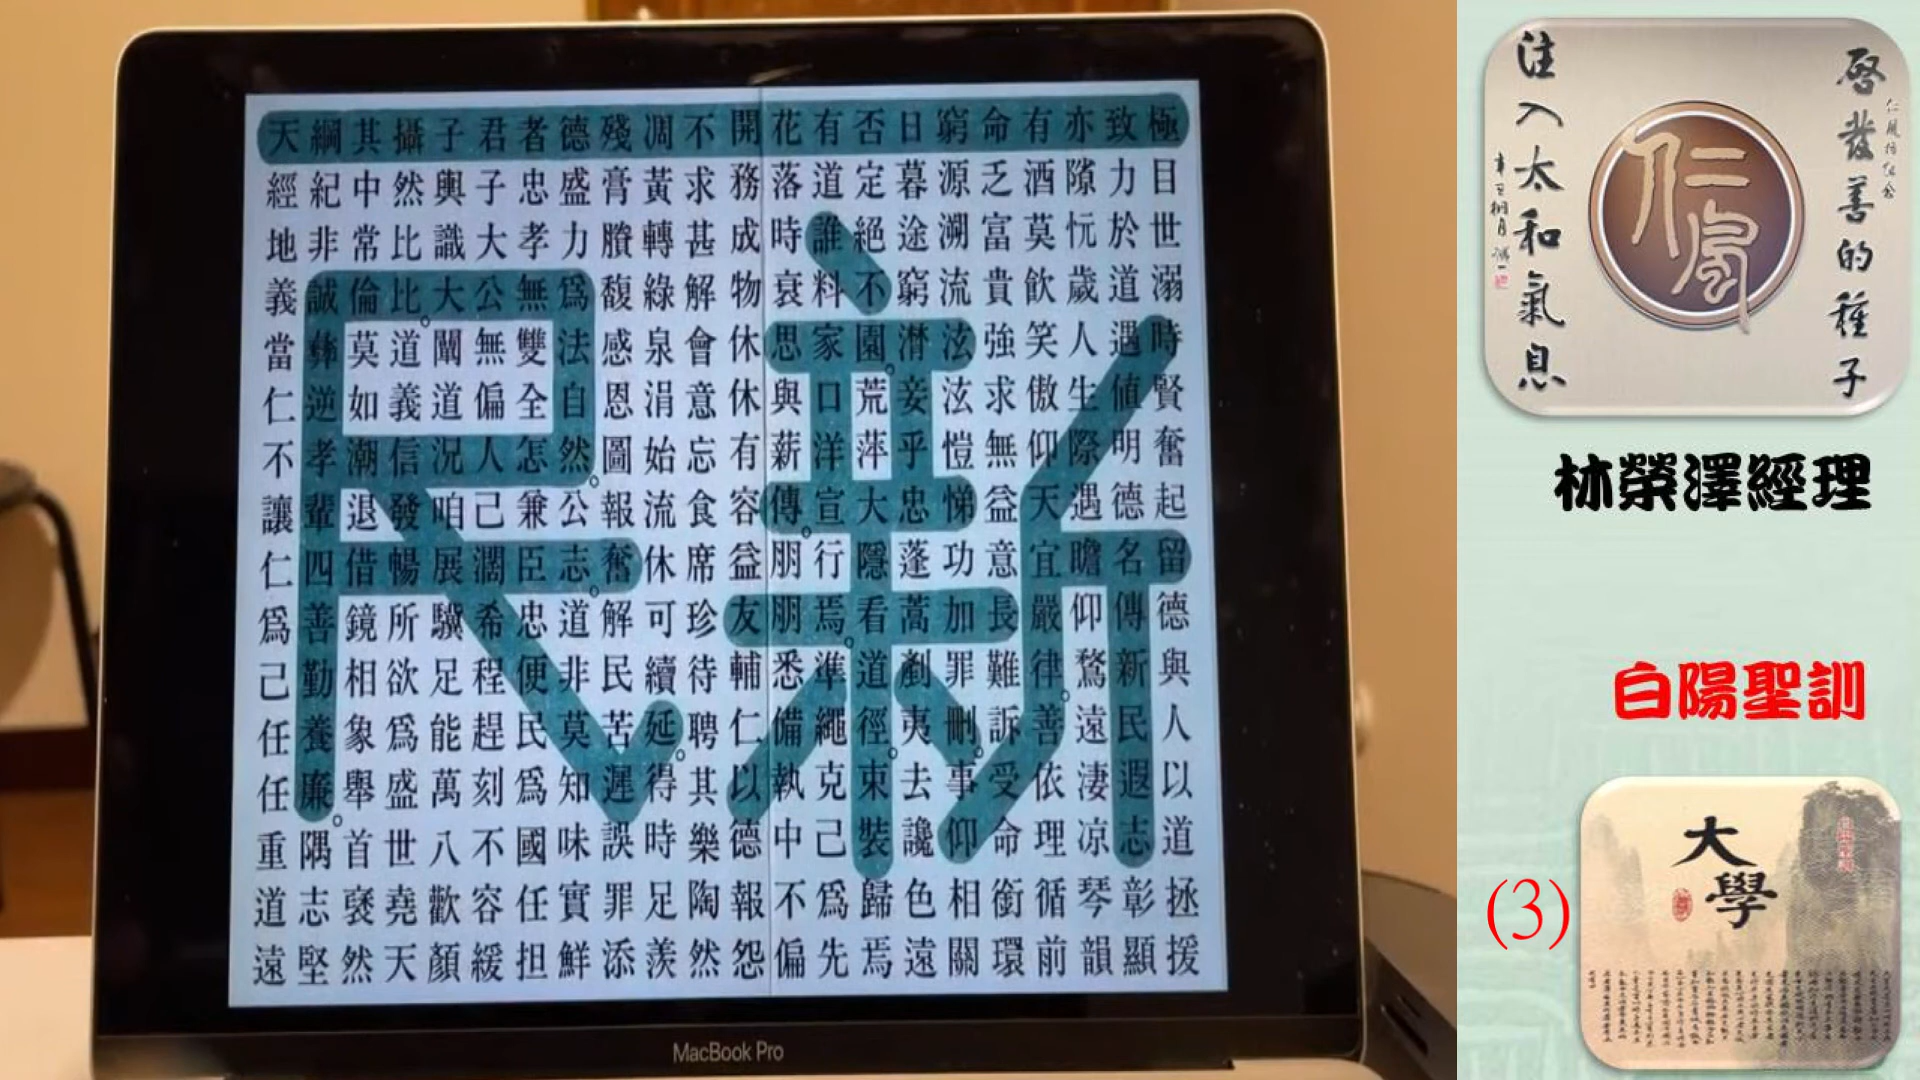 極目世溺時賢奮起留德與人以道拯援
致力於道遇值明德名傳新民遐志彰顯
亦隙忨歲人生際遇瞻仰騖遠淒涼琴韻
有酒莫飲笑傲仰天宜嚴律善依理循前
命乏富貴強求無益意長難訴受命銜環
窮源溯流泫泫愷悌功加罪刪。事仰相關
日暮途窮潸妾乎忠蓬蒿剷夷去讒色遠
否定絕不園。荒萍大隱看道徑。束裝歸焉
有道誰料家口洋宣行焉。準繩克己為先
花落時衰思與薪傳。朋朋悉備執中不偏
開務成物休休有容益友輔仁以德報怨
不求甚解會意忘食席珍待聘其樂陶然
凋黃轉綠泉涓始流休可續延。得時足羨
殘膏贋馥感恩圖報奮解民苦遲誤罪添
德盛力為法自然。公志。道非莫知味實鮮
者忠孝無雙全怎兼臣忠便民為國任担
君子大公無偏人己濶希程趕刻不容緩
子輿識大闡道況咱展驥足能萬八歡顏
攝然比比。道義信發暢所欲為盛世堯天
其中常倫莫如潮退借鏡相象舉首褎然
綱紀非誠彝逆孝輩四善勤養廉。隅志堅
天經地義當仁不讓仁為己任任重道遠
MacBook Pro
啓發善的種子
仁風
注入太和氣息
林榮澤經理
白陽聖訓
(3)
大學